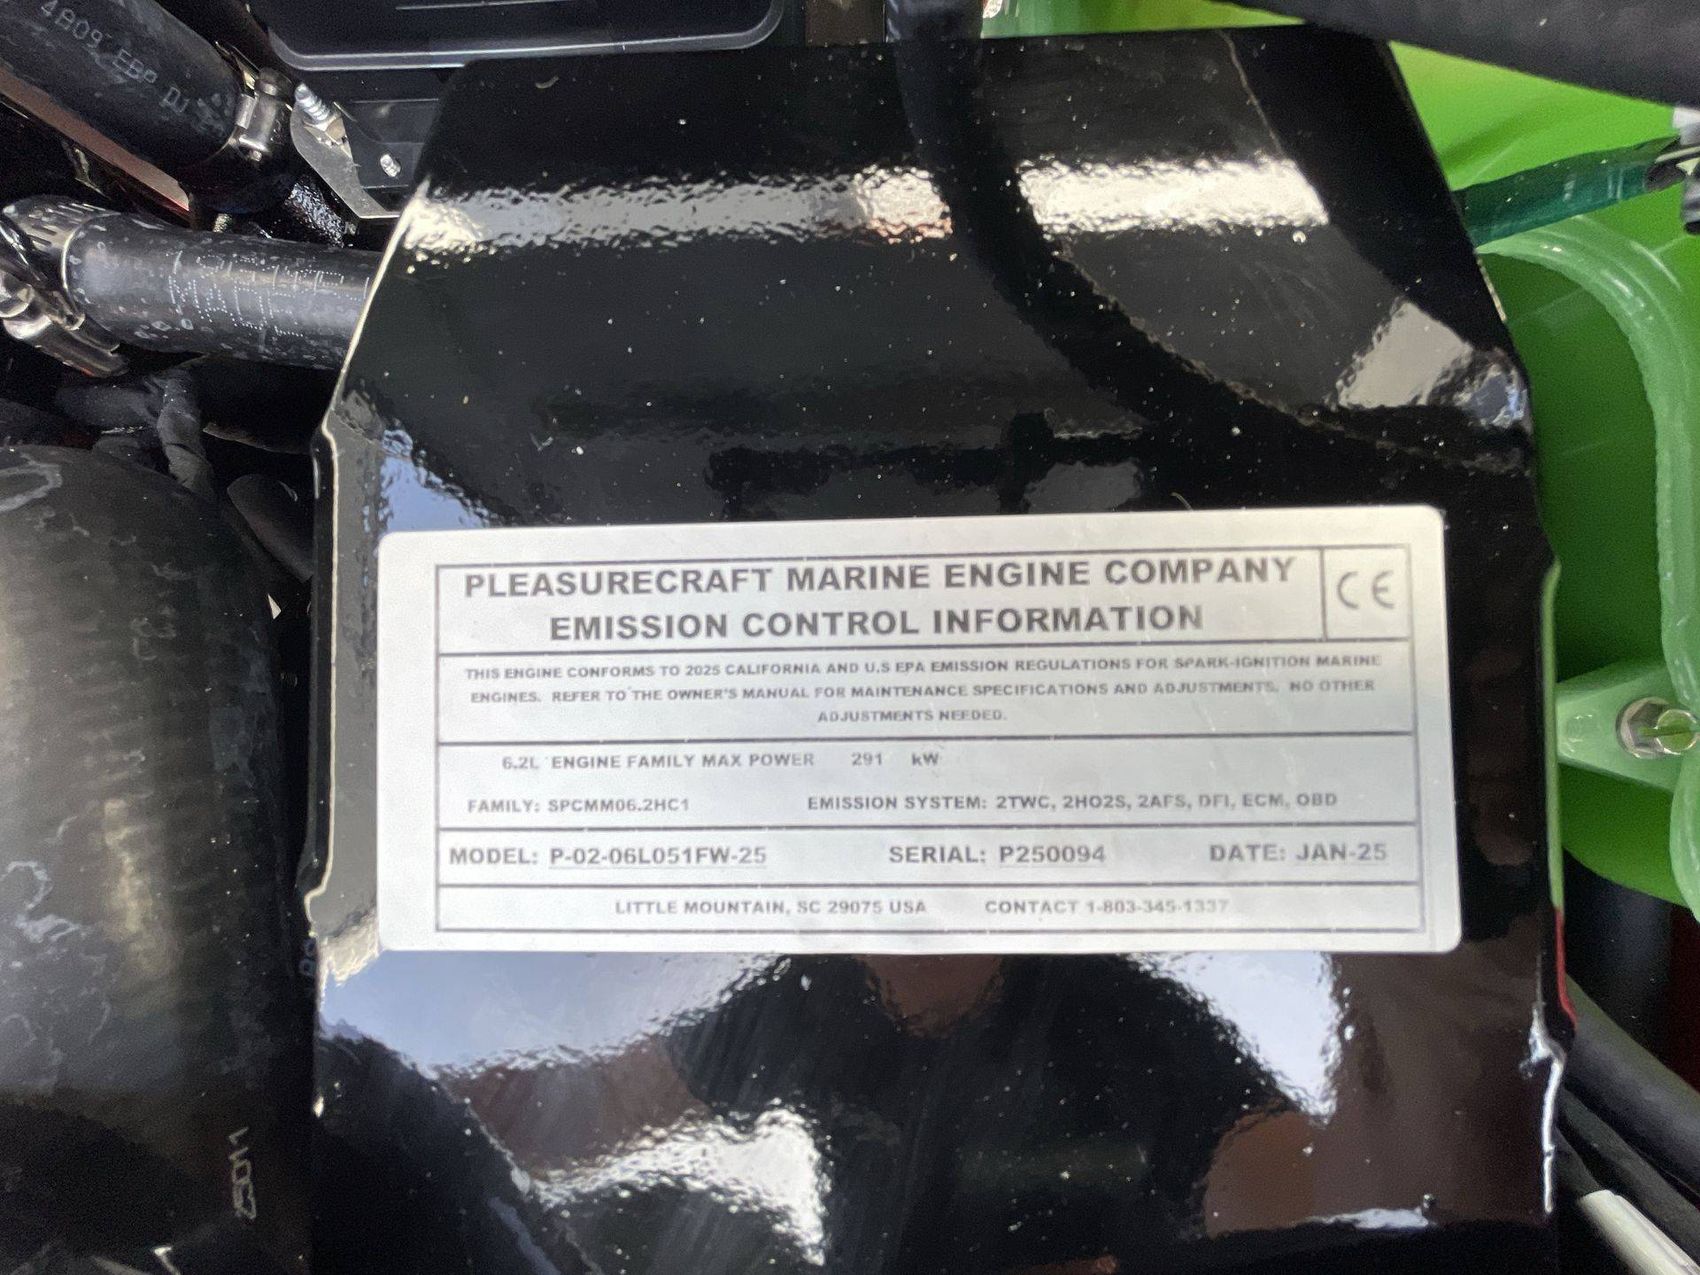 4A09 EBP DJ
PLEASURECRAFT MARINE ENGINE COMPANY
EMISSION CONTROL INFORMATION
CE
THIS ENGINE CONFORMS TO 2025 CALIFORNIA AND U.S EPA EMISSION REGULATIONS FOR SPARK-IGNITION MARINE
ENGINES. REFER TO THE OWNER'S MANUAL FOR MAINTENANCE SPECIFICATIONS AND ADJUSTMENTS. NO OTHER
ADJUSTMENTS NEEDED.
6.2L ENGINE FAMILY MAX POWER 291 kW
FAMILY: SPCMM06.2HC1 EMISSION SYSTEM: 2TWC, 2HO2S, 2AFS, DFI, ECM, OBD
MODEL: P-02-06L051FW-25 SERIAL: P250094 DATE: JAN-25
LITTLE MOUNTAIN, SC 29075 USA CONTACT 1-803-345-1337